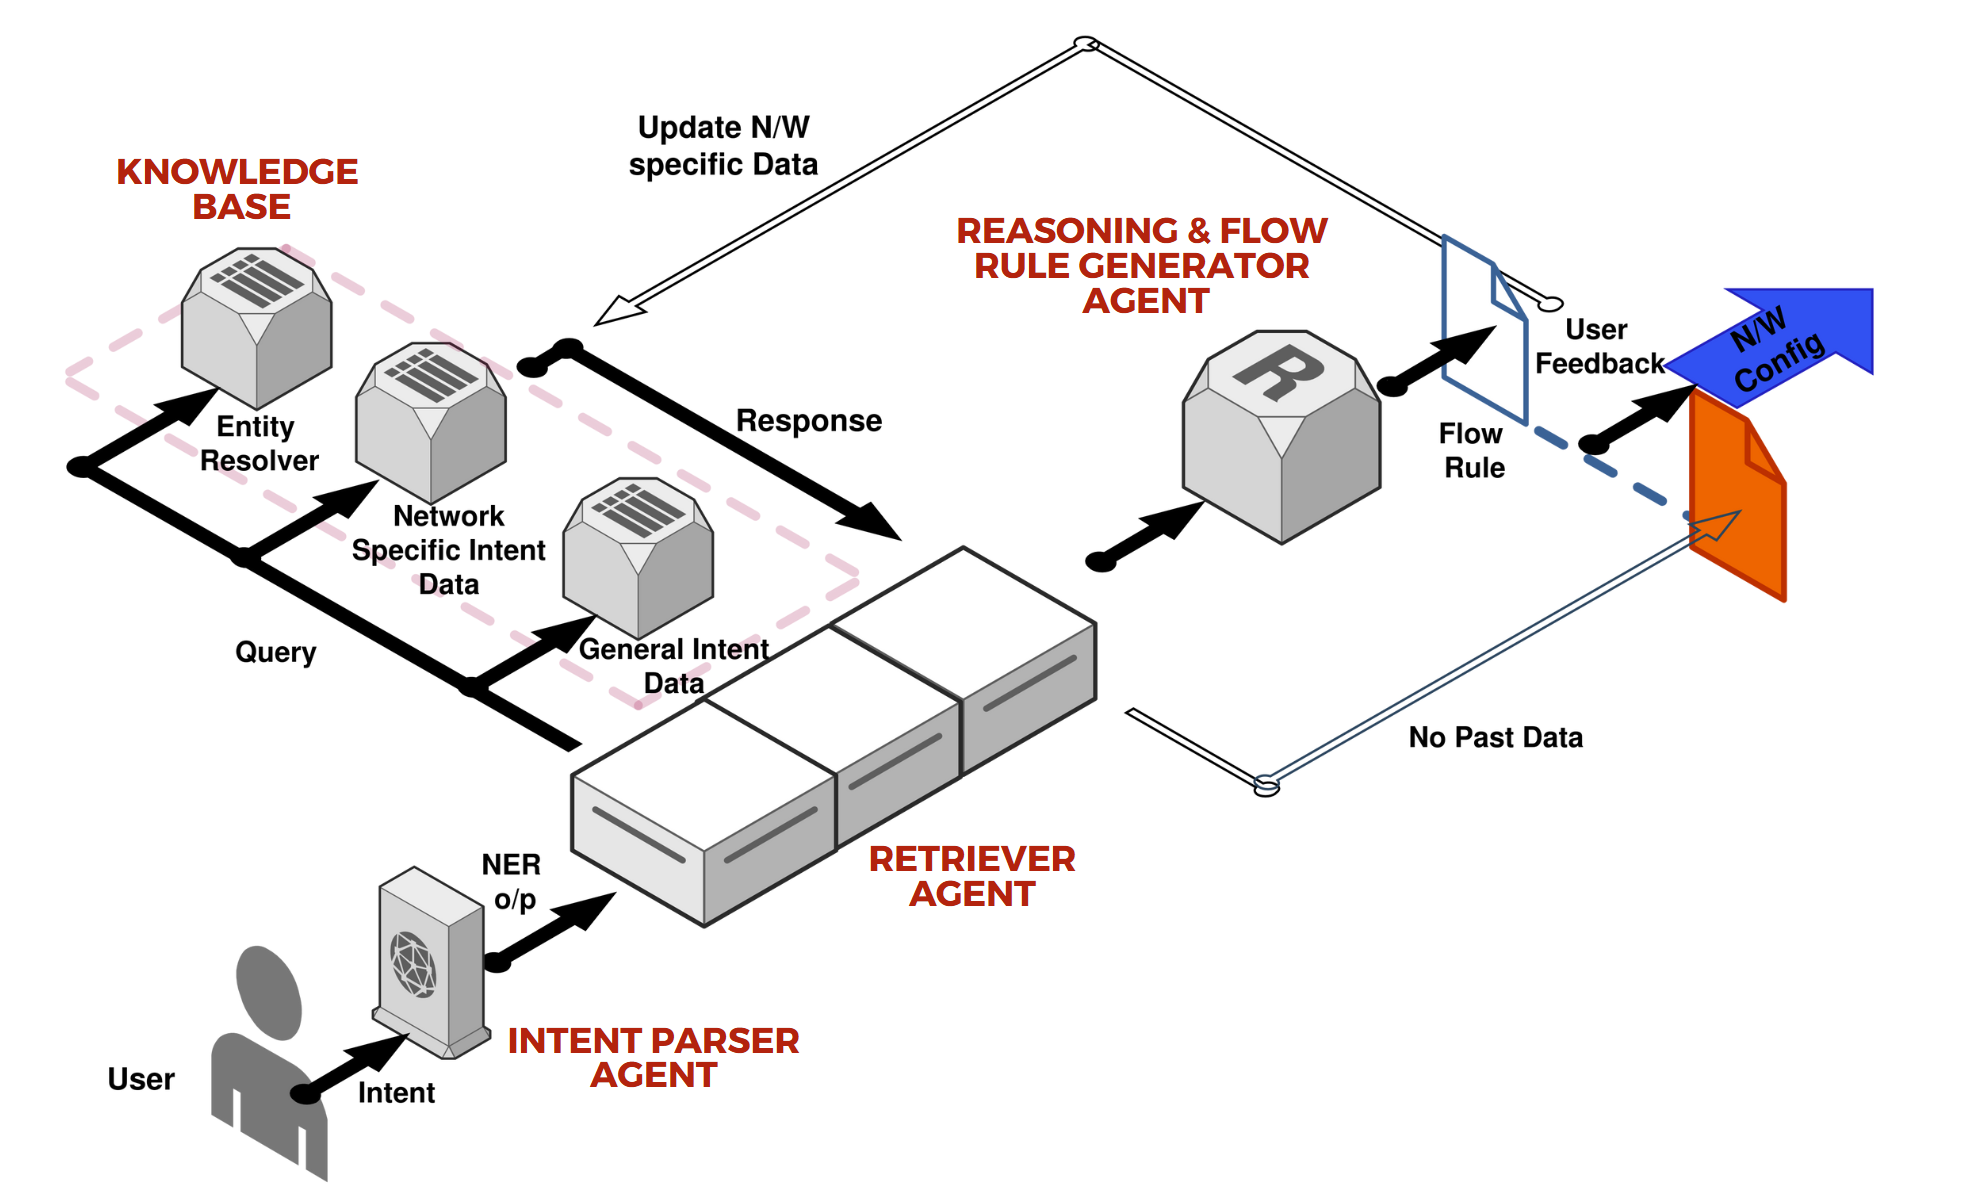 Update N/W
specific Data
KNOWLEDGE
BASE
REASONING & FLOW
RULE GENERATOR
AGENT
R
User
Feedback
N/W
Config
Entity
Resolver
Response
Flow
Rule
Network
Specific Intent
Data
Query
General Intent
Data
No Past Data
NER
o/p
RETRIEVER
AGENT
INTENT PARSER
AGENT
User
Intent